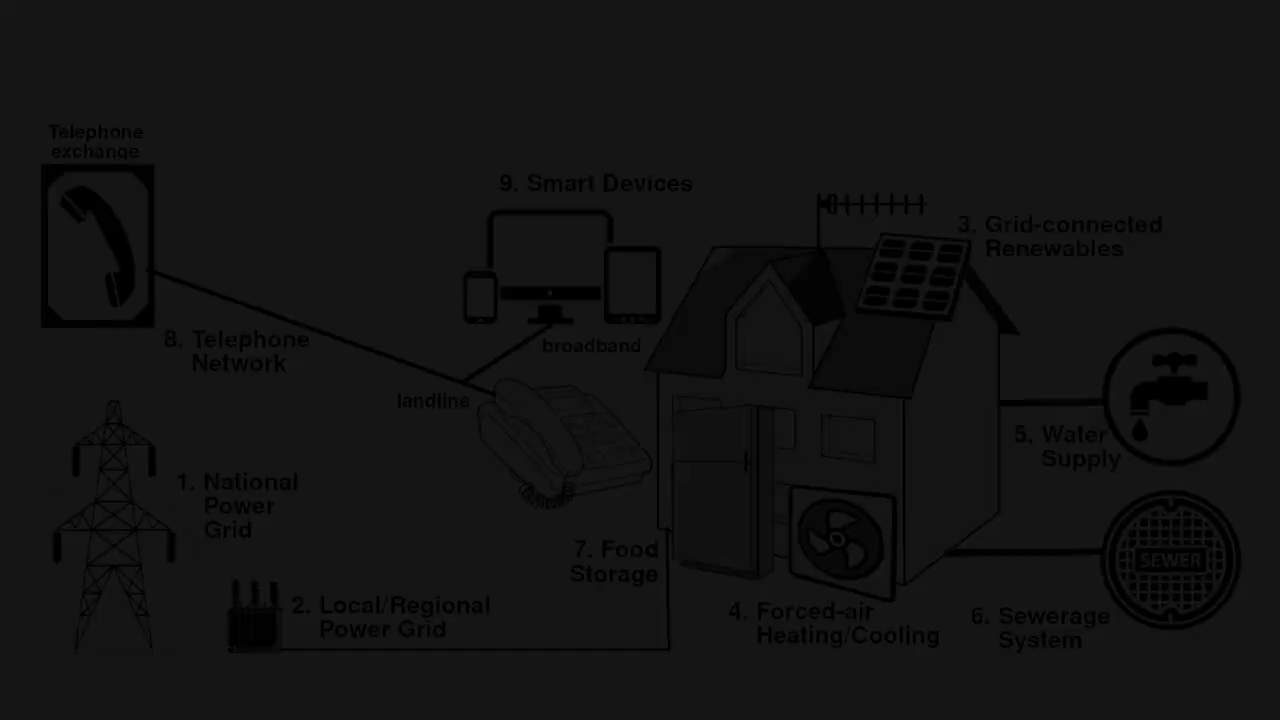 Telephone
exchange
9. Smart Devices
3. Grid-connected
Renewables
8. Telephone
Network
broadband
landline
5. Water
Supply
1. National
Power
Grid
7. Food
Storage
SEWER
2. Local/Regional
Power Grid
4. Forced-air
Heating/Cooling
6. Sewerage
System